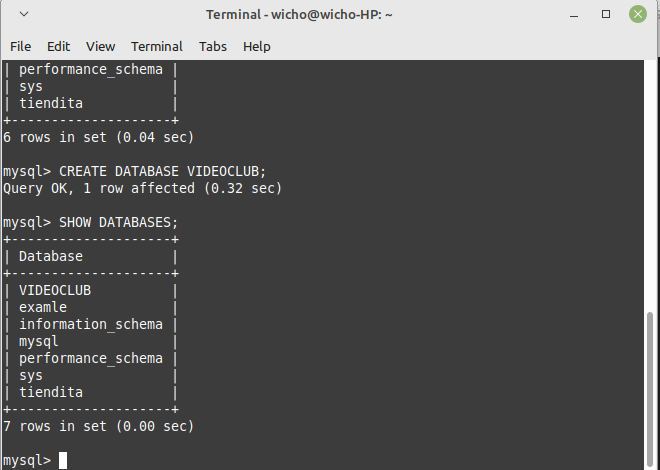 Terminal - wicho@wicho-HP: ~
File Edit View Terminal Tabs Help
| performance_schema |
| sys                |
| tiendita           |
+--------------------+
6 rows in set (0.04 sec)

mysql> CREATE DATABASE VIDEOCLUB;
Query OK, 1 row affected (0.32 sec)

mysql> SHOW DATABASES;
+--------------------+
| Database           |
+--------------------+
| VIDEOCLUB          |
| examle             |
| information_schema |
| mysql              |
| performance_schema |
| sys                |
| tiendita           |
+--------------------+
7 rows in set (0.00 sec)

mysql>